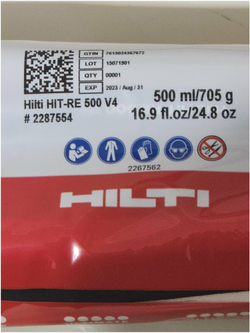 GTIN
LOT 15071901
QTY 00001
EXP 2023 / Aug / 31
Hilti HIT-RE 500 V4
# 2287554
500 ml/705 g
16.9 fl.oz/24.8 oz
2267562
HILTI